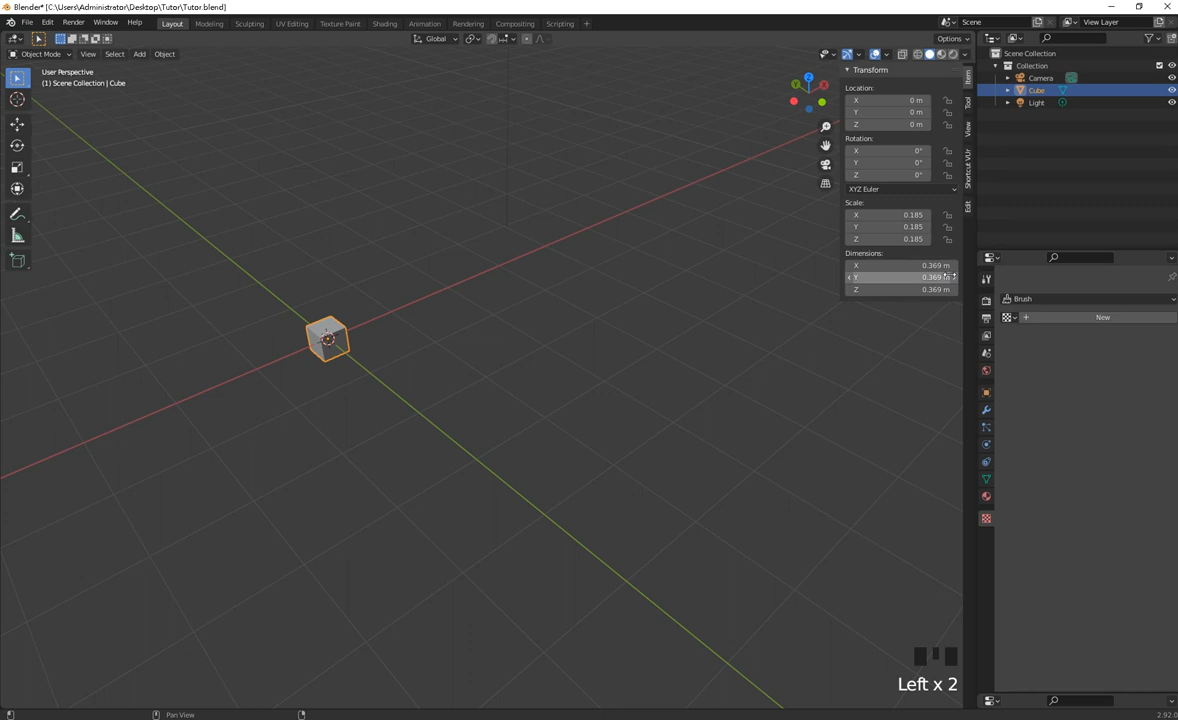 Blender* [C:\Users\Administrator\Desktop\Tutor\Tutor.blend]
File Edit Render Window Help Layout Modeling Sculpting UV Editing Texture Paint Shading Animation Rendering Compositing Scripting + Scene View Layer
Global Options
Object Mode View Select Add Object
User Perspective
(1) Scene Collection | Cube
Transform
Location:
X 0 m
Y 0 m
Z 0 m
Rotation:
X 0°
Y 0°
Z 0°
XYZ Euler
Scale:
X 0.185
Y 0.185
Z 0.185
Dimensions:
X 0.369 m
Y 0.369 m
Z 0.369 m
Item
Tool
View
Shortcut VUr
Edit
Z
Y
X
Scene Collection
Collection
Camera
Cube
Light
Brush
+ New
Left x 2
Pan View
2.92.0